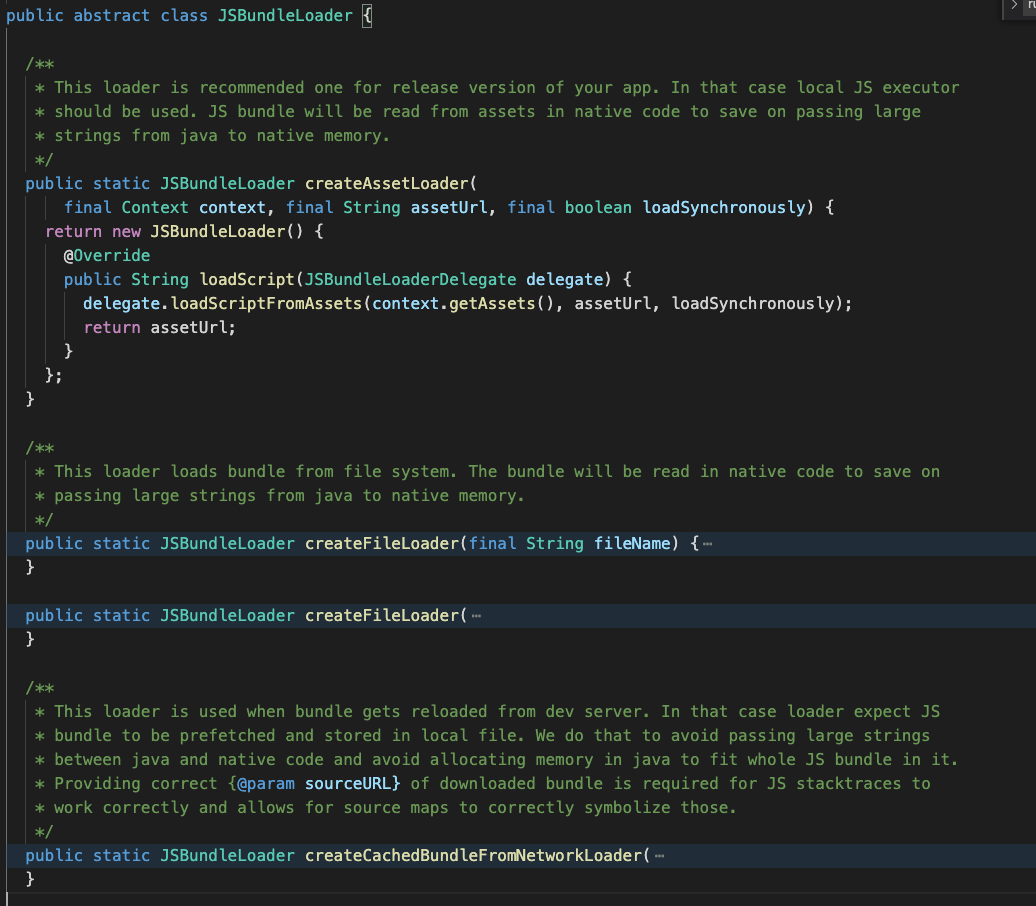 public abstract class JSBundleLoader {
/**
* This loader is recommended one for release version of your app. In that case local JS executor
* should be used. JS bundle will be read from assets in native code to save on passing large
* strings from java to native memory.
*/
public static JSBundleLoader createAssetLoader(
final Context context, final String assetUrl, final boolean loadSynchronously) {
return new JSBundleLoader() {
@Override
public String loadScript(JSBundleLoaderDelegate delegate) {
delegate.loadScriptFromAssets(context.getAssets(), assetUrl, loadSynchronously);
return assetUrl;
}
};
}
/**
* This loader loads bundle from file system. The bundle will be read in native code to save on
* passing large strings from java to native memory.
*/
public static JSBundleLoader createFileLoader(final String fileName) {⋯
}
public static JSBundleLoader createFileLoader(⋯
}
/**
* This loader is used when bundle gets reloaded from dev server. In that case loader expect JS
* bundle to be prefetched and stored in local file. We do that to avoid passing large strings
* between java and native code and avoid allocating memory in java to fit whole JS bundle in it.
* Providing correct {@param sourceURL} of downloaded bundle is required for JS stacktraces to
* work correctly and allows for source maps to correctly symbolize those.
*/
public static JSBundleLoader createCachedBundleFromNetworkLoader(⋯
}